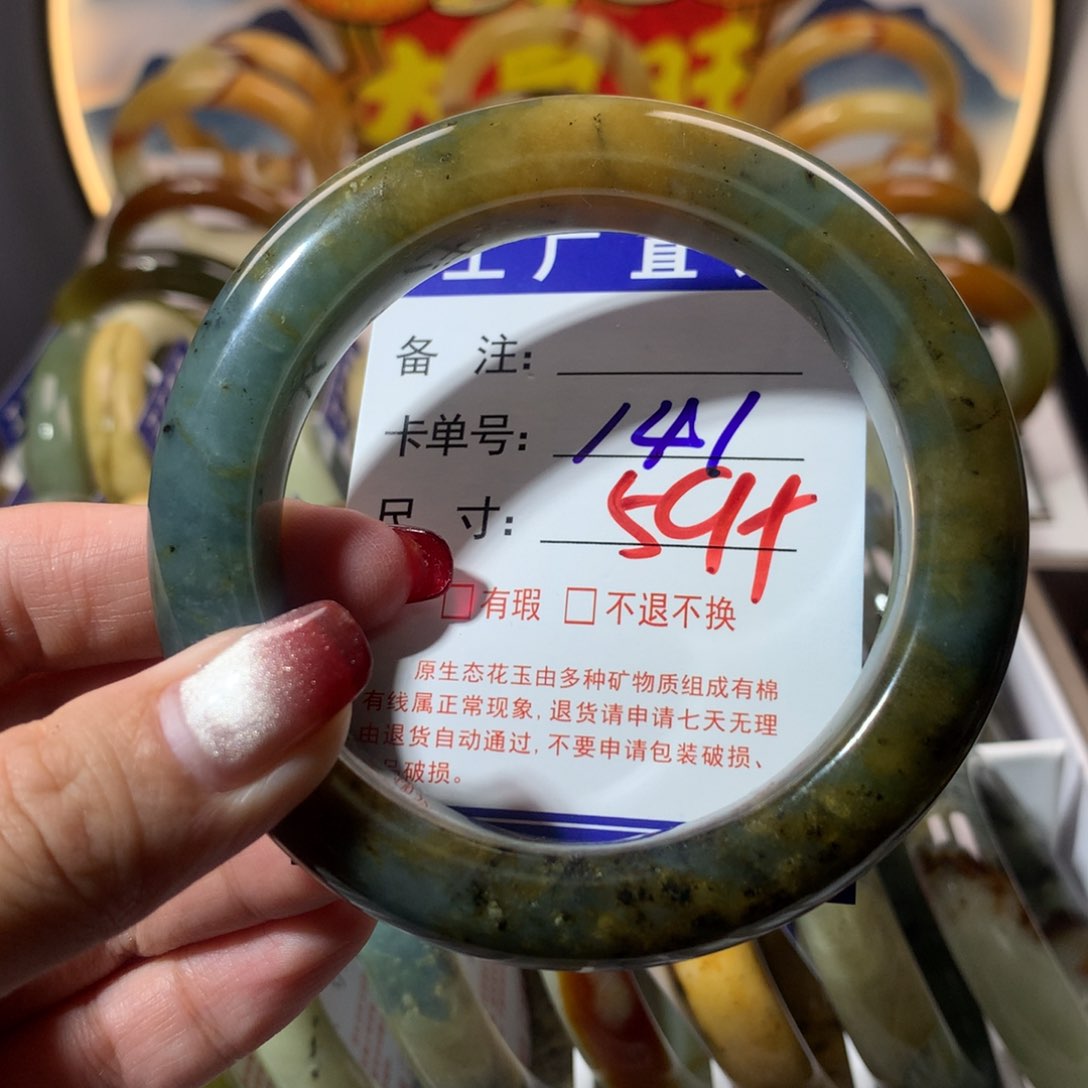 工厂直
备 注:
卡单号: 141
尺 寸:
有瑕 不退不换
原生态花玉由多种矿物质组成有棉
有线属正常现象,退货请申请七天无理
由退货自动通过,不要申请包装破损、
破损。